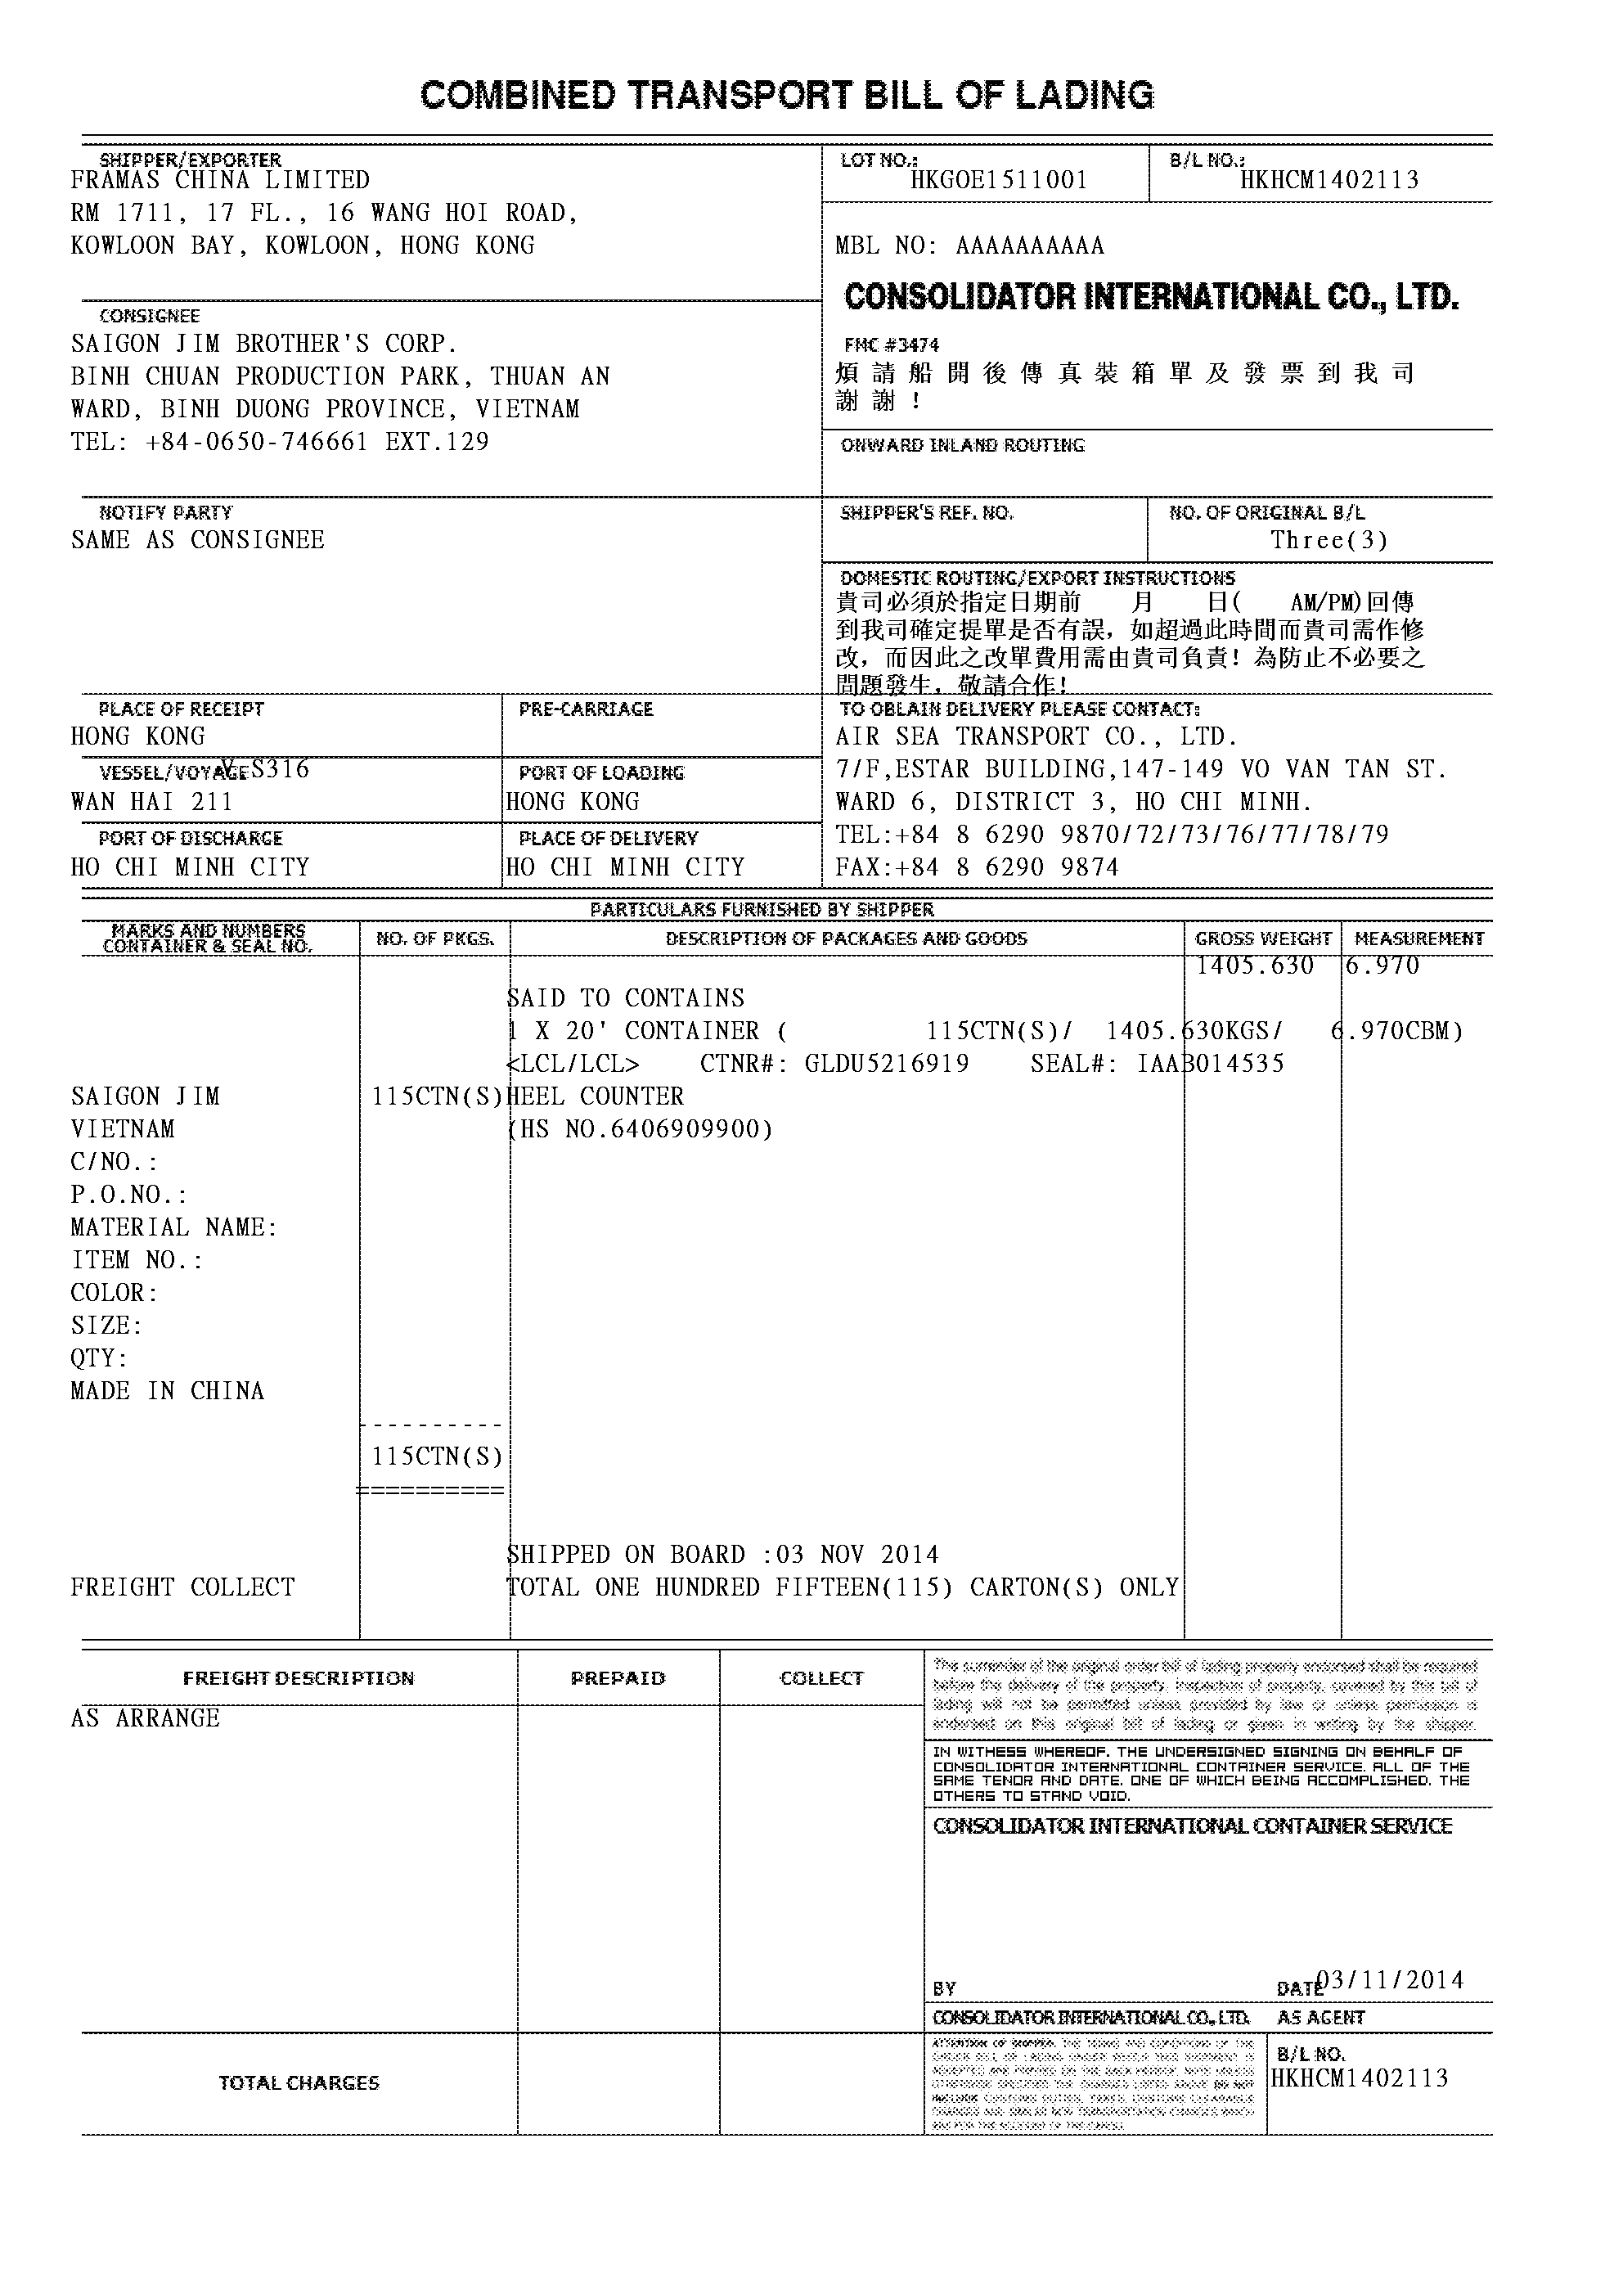 COMBINED TRANSPORT BILL OF LADING
SHIPPER/EXPORTER
FRAMAS CHINA LIMITED
RM 1711, 17 FL., 16 WANG HOI ROAD,
KOWLOON BAY, KOWLOON, HONG KONG
LOT NO.:
HKGOE1511001
B/L NO.:
HKHCM1402113
MBL NO: AAAAAAAAAA
CONSOLIDATOR INTERNATIONAL CO., LTD.
FMC #3474
煩請船開後傳真裝箱單及發票到我司
謝謝！
CONSIGNEE
SAIGON JIM BROTHER'S CORP.
BINH CHUAN PRODUCTION PARK, THUAN AN
WARD, BINH DUONG PROVINCE, VIETNAM
TEL: +84-0650-746661 EXT.129
ONWARD INLAND ROUTING
NOTIFY PARTY
SAME AS CONSIGNEE
SHIPPER'S REF. NO.
NO. OF ORIGINAL B/L
Three(3)
DOMESTIC ROUTING/EXPORT INSTRUCTIONS
貴司必須於指定日期前 月 日( AM/PM)回傳
到我司確定提單是否有誤，如超過此時間而貴司需作修
改，而因此之改單費用需由貴司負責！為防止不必要之
問題發生，敬請合作！
PLACE OF RECEIPT
HONG KONG
PRE-CARRIAGE
TO OBLAIN DELIVERY PLEASE CONTACT:
AIR SEA TRANSPORT CO., LTD.
7/F,ESTAR BUILDING,147-149 VO VAN TAN ST.
WARD 6, DISTRICT 3, HO CHI MINH.
TEL:+84 8 6290 9870/72/73/76/77/78/79
FAX:+84 8 6290 9874
VESSEL/VOYAGE V. S316
WAN HAI 211
PORT OF LOADING
HONG KONG
PORT OF DISCHARGE
HO CHI MINH CITY
PLACE OF DELIVERY
HO CHI MINH CITY
PARTICULARS FURNISHED BY SHIPPER
MARKS AND NUMBERS
CONTAINER & SEAL NO.
NO. OF PKGS.
DESCRIPTION OF PACKAGES AND GOODS
GROSS WEIGHT
MEASUREMENT
1405.630 6.970
SAID TO CONTAINS
1 X 20' CONTAINER ( 115CTN(S)/ 1405.630KGS/ 6.970CBM)
<LCL/LCL> CTNR#: GLDU5216919 SEAL#: IAAB014535
SAIGON JIM 115CTN(S) HEEL COUNTER
VIETNAM (HS NO.6406909900)
C/NO.:
P.O.NO.:
MATERIAL NAME:
ITEM NO.:
COLOR:
SIZE:
QTY:
MADE IN CHINA
----------
115CTN(S)
==========
SHIPPED ON BOARD :03 NOV 2014
FREIGHT COLLECT TOTAL ONE HUNDRED FIFTEEN(115) CARTON(S) ONLY
FREIGHT DESCRIPTION
PREPAID
COLLECT
AS ARRANGE
The surrender of the original order bill of lading properly endorsed shall be required
before the delivery of the property. Inspection of property, covered by this bill of
lading will not be permitted unless provided by law or unless permission is
endorsed on this original bill of lading or given in writing by the shipper.
IN WITHESS WHEREOF. THE UNDERSIGNED SIGNING ON BEHALF OF
CONSOLIDATOR INTERNATIONAL CONTAINER SERVICE. ALL OF THE
SAME TENOR AND DATE. ONE OF WHICH BEING ACCOMPLISHED. THE
OTHERS TO STAND VOID.
CONSOLIDATOR INTERNATIONAL CONTAINER SERVICE
BY
DATE 03/11/2014
CONSOLIDATOR INTERNATIONAL CO., LTD. AS AGENT
TOTAL CHARGES
B/L NO.
HKHCM1402113